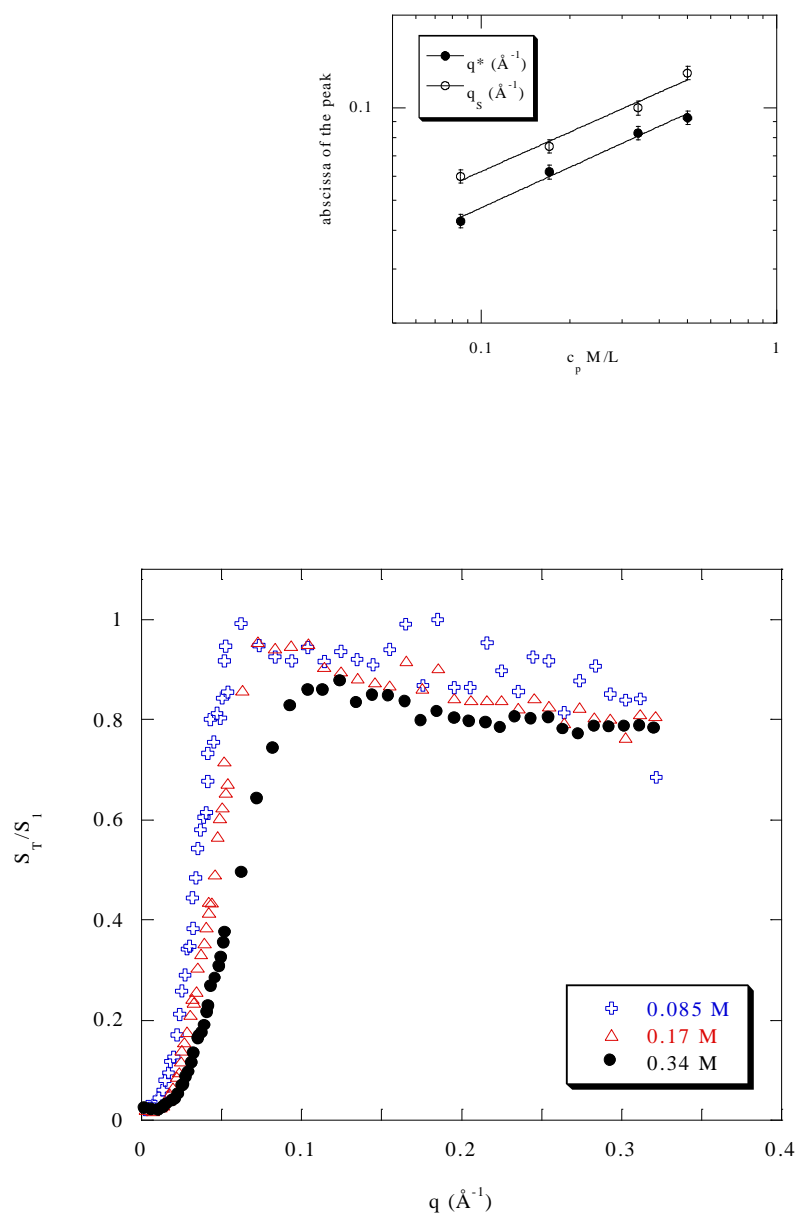 q* (Å⁻¹)
q_s (Å⁻¹)
abscissa of the peak
0.1
0.1
1
c_p M/L
1
0.8
0.6
0.4
0.2
0
S_T/S_1
0.085 M
0.17 M
0.34 M
0
0.1
0.2
0.3
0.4
q (Å⁻¹)